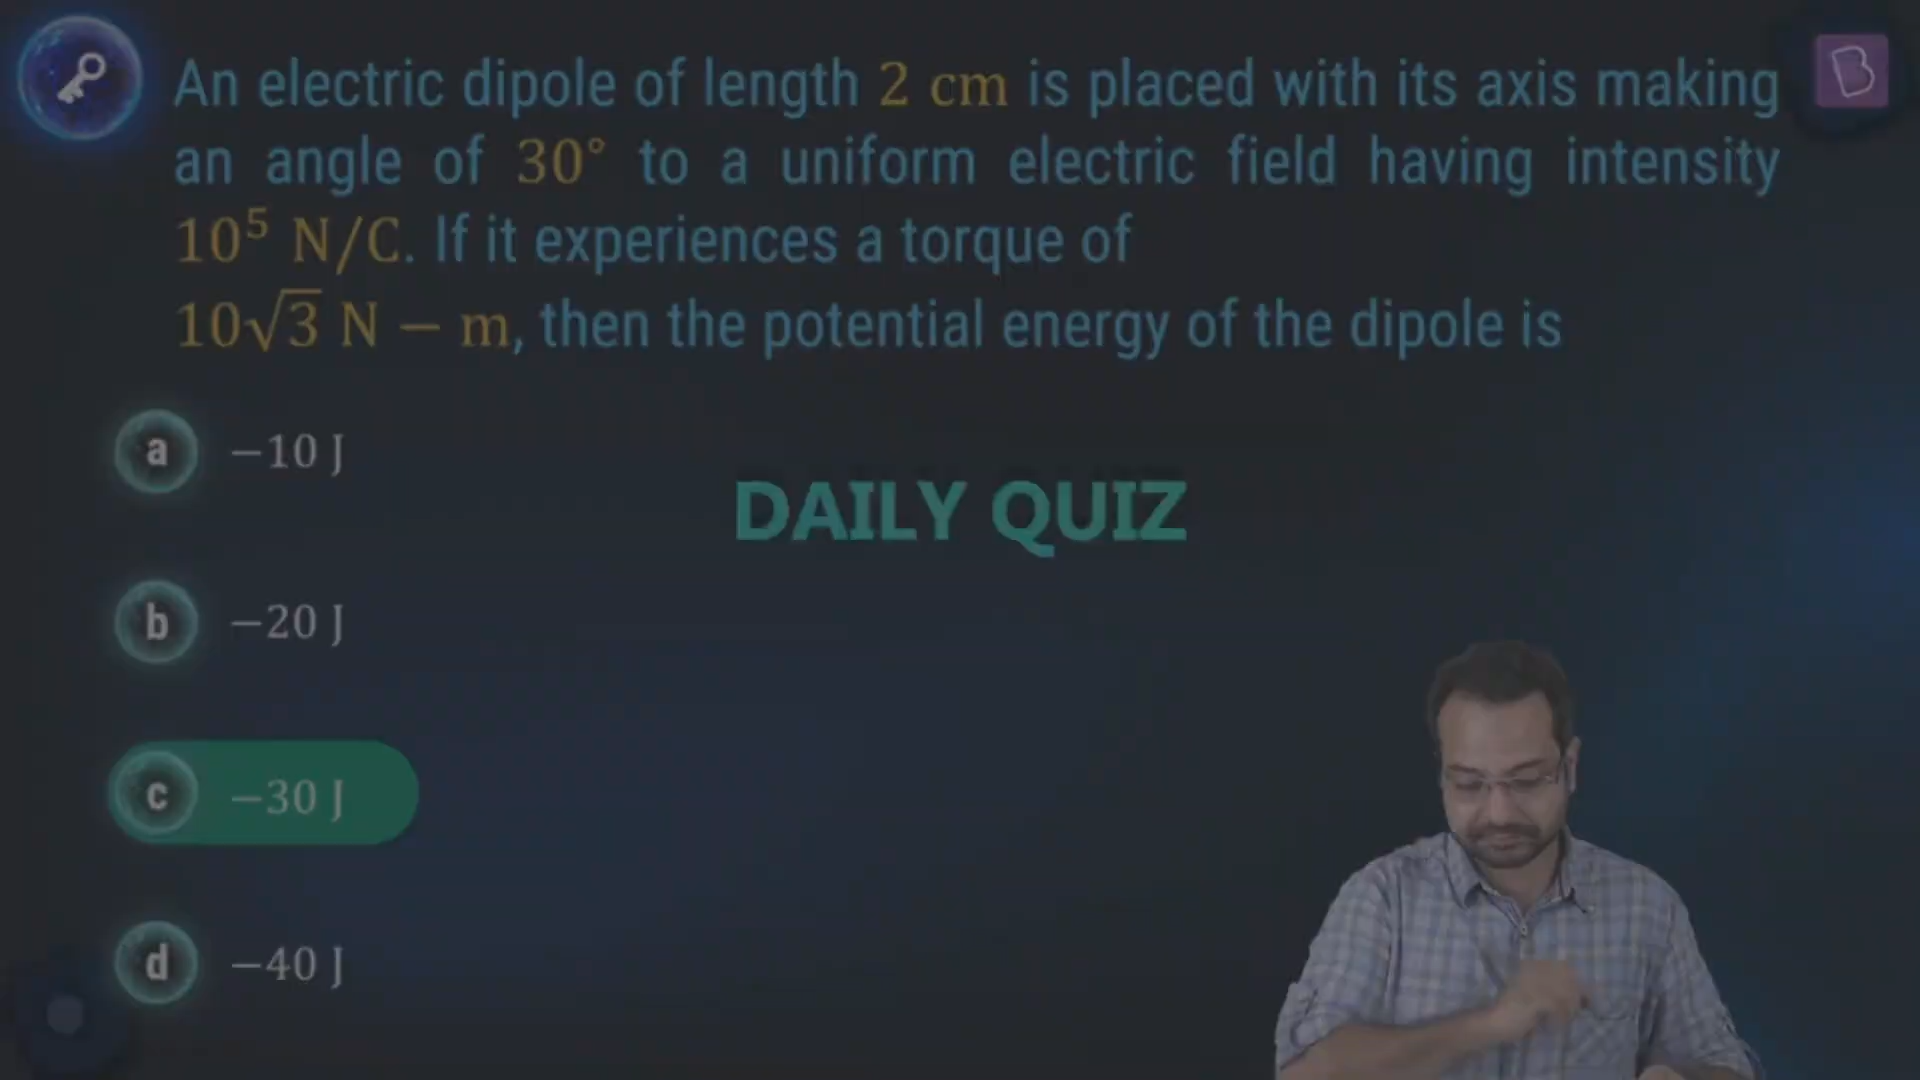 An electric dipole of length 2 cm is placed with its axis making
an angle of 30° to a uniform electric field having intensity
10⁵ N/C. If it experiences a torque of
10√3 N − m, then the potential energy of the dipole is
a −10 J
DAILY QUIZ
b −20 J
c −30 J
d −40 J
B